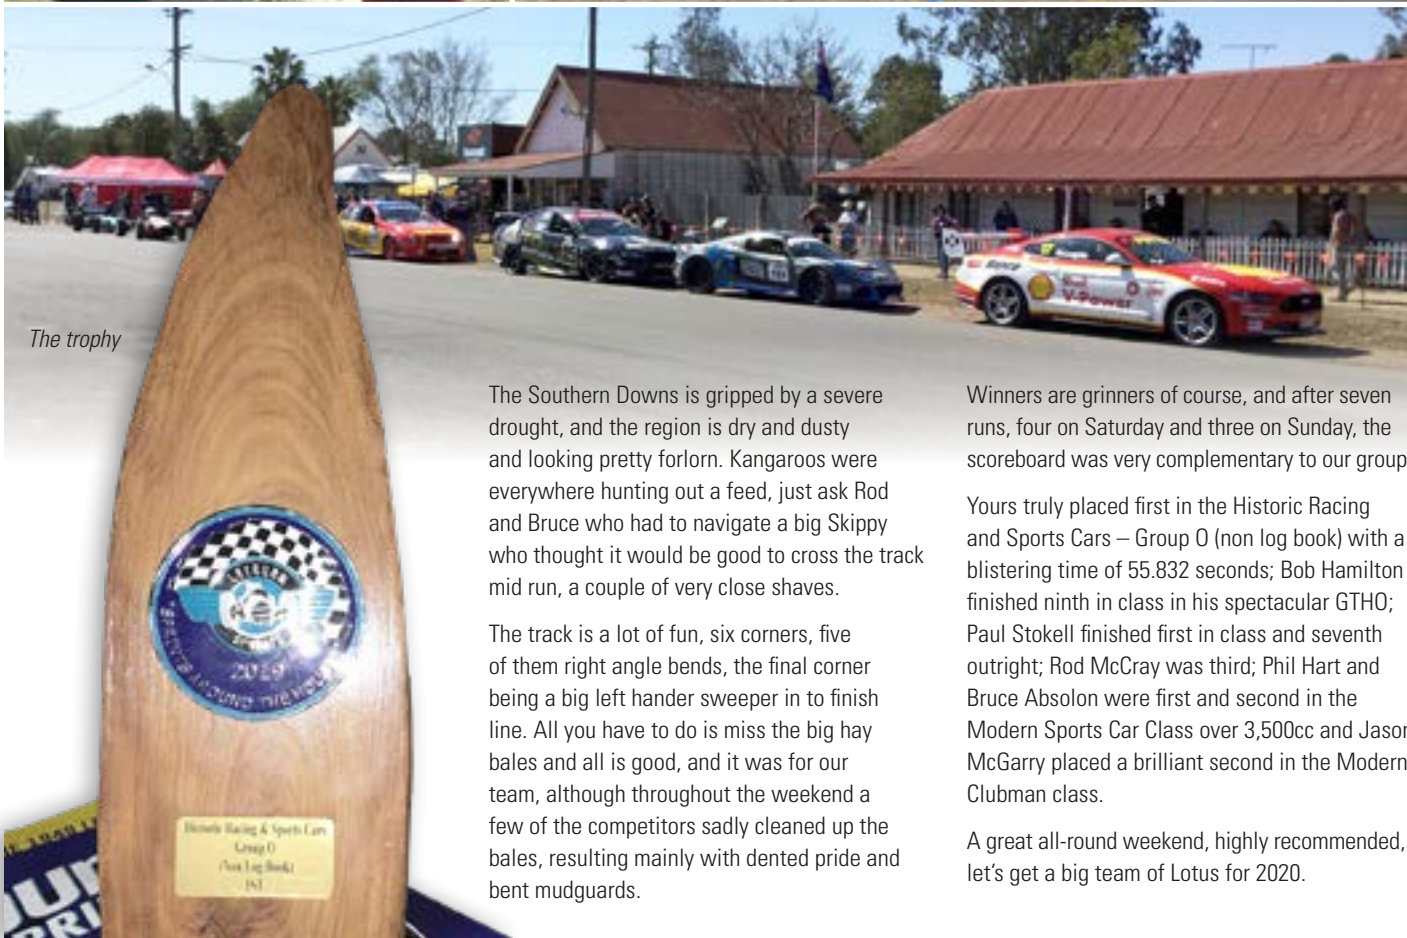 Shell
V-Power
The trophy
LEYBURN
SPRINTS
2019
SPRINTS AROUND THE HOUSES
Historic Racing & Sports Cars
Group O
(Non Log Book)
1ST
The Southern Downs is gripped by a severe
drought, and the region is dry and dusty
and looking pretty forlorn. Kangaroos were
everywhere hunting out a feed, just ask Rod
and Bruce who had to navigate a big Skippy
who thought it would be good to cross the track
mid run, a couple of very close shaves.
The track is a lot of fun, six corners, five
of them right angle bends, the final corner
being a big left hander sweeper in to finish
line. All you have to do is miss the big hay
bales and all is good, and it was for our
team, although throughout the weekend a
few of the competitors sadly cleaned up the
bales, resulting mainly with dented pride and
bent mudguards.
Winners are grinners of course, and after seven
runs, four on Saturday and three on Sunday, the
scoreboard was very complementary to our group
Yours truly placed first in the Historic Racing
and Sports Cars – Group O (non log book) with a
blistering time of 55.832 seconds; Bob Hamilton
finished ninth in class in his spectacular GTHO;
Paul Stokell finished first in class and seventh
outright; Rod McCray was third; Phil Hart and
Bruce Absolon were first and second in the
Modern Sports Car Class over 3,500cc and Jason
McGarry placed a brilliant second in the Modern
Clubman class.
A great all-round weekend, highly recommended,
let's get a big team of Lotus for 2020.